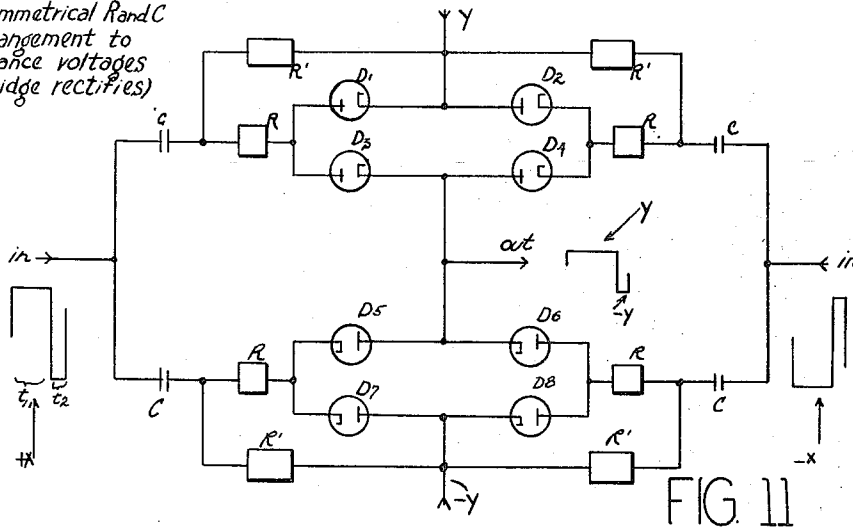 mmetrical R and C
angement to
ance voltages
idge rectifies)
Y
R'
R'
D1
D2
C
R
R
C
D3
D4
Y
in
out
in
-Y
D5
D6
R
R
D7
D8
t1
t2
C
C
R'
R'
+X
-X
-Y
FIG. 11